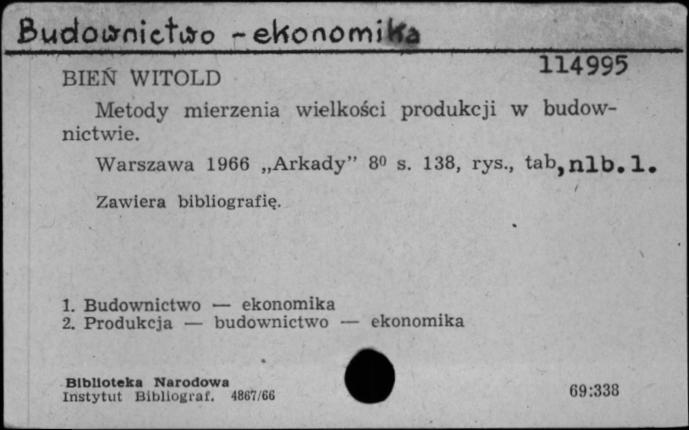 Budownictwo - ekonomika
114995
BIEŃ WITOLD
Metody mierzenia wielkości produkcji w budow-
nictwie.
Warszawa 1966 „Arkady” 8⁰ s. 138, rys., tab, nlb. 1.
Zawiera bibliografię.
1. Budownictwo — ekonomika
2. Produkcja — budownictwo — ekonomika
Biblioteka Narodowa
Instytut Bibliograf. 4867/66
69:338